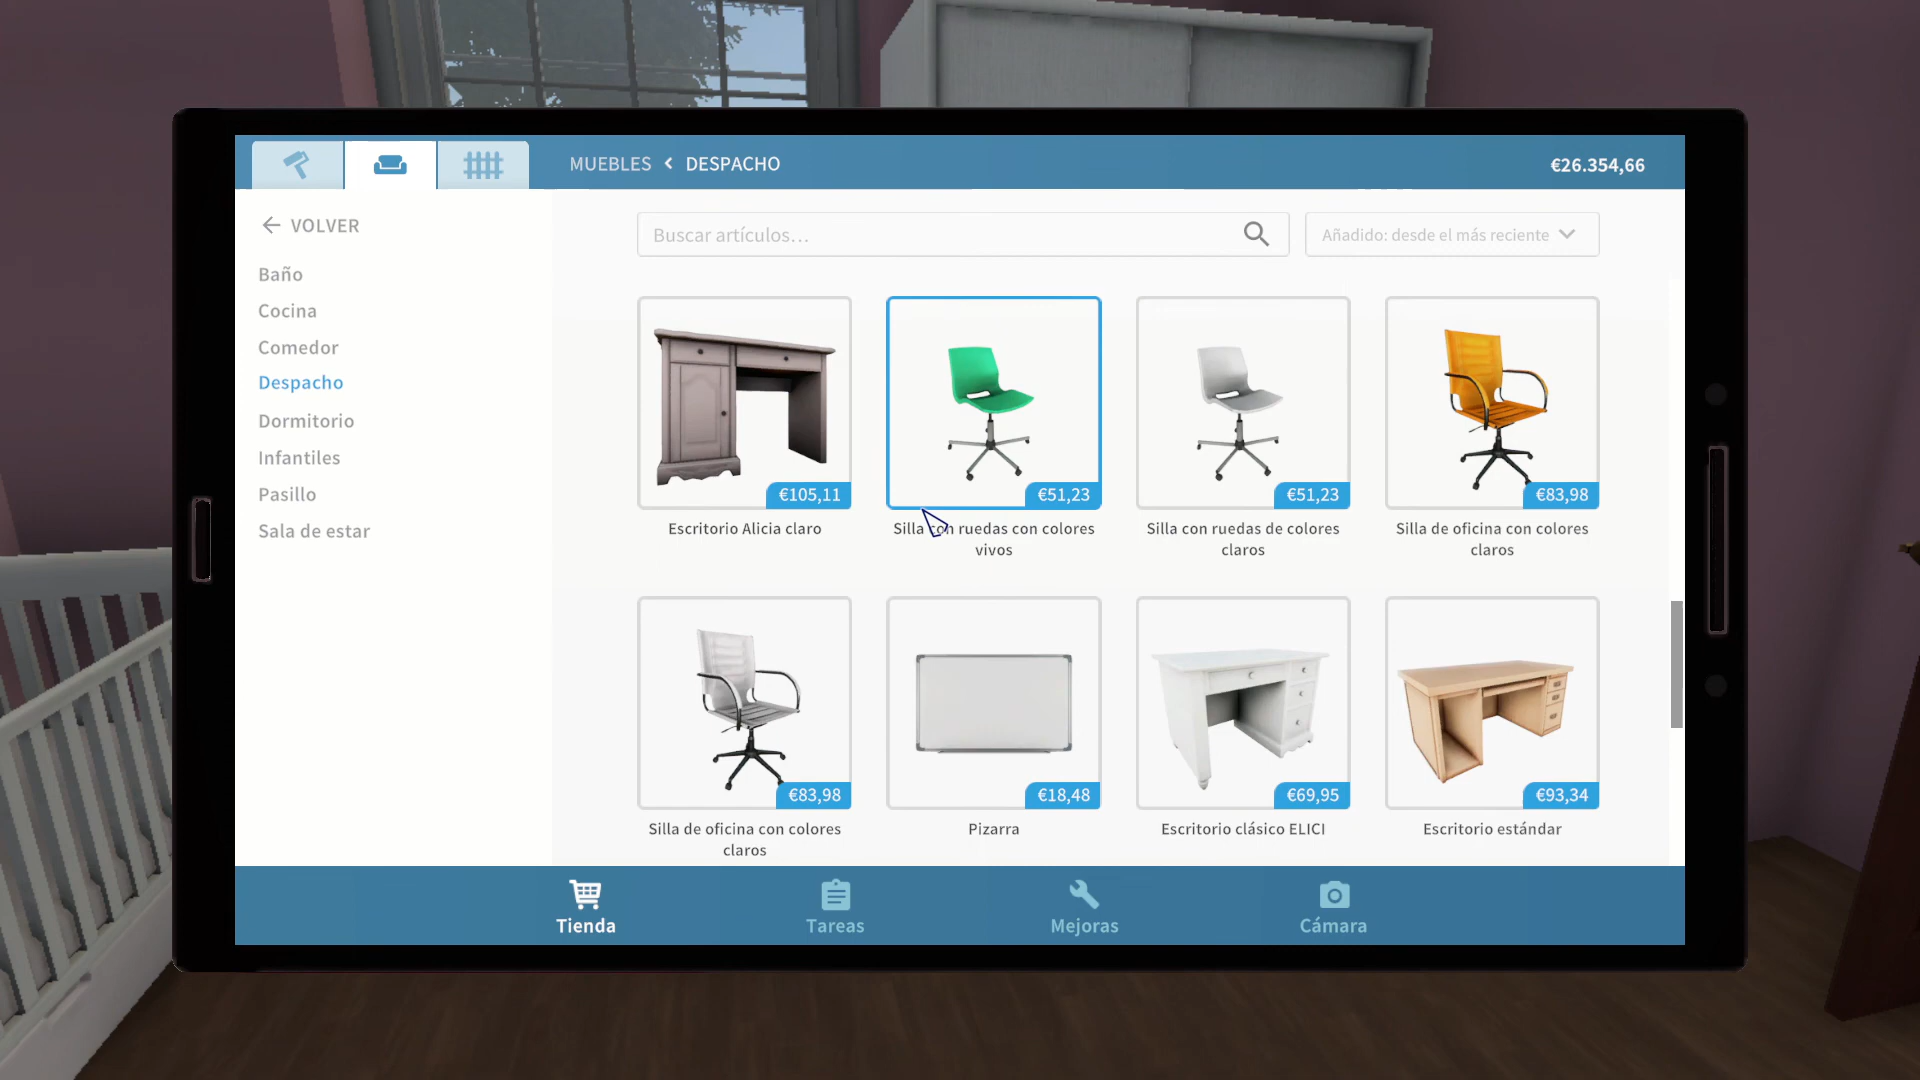 MUEBLES < DESPACHO
€26.354,66
VOLVER
Baño
Cocina
Comedor
Despacho
Dormitorio
Infantiles
Pasillo
Sala de estar
Buscar artículos...
Añadido: desde el más reciente
€105,11
Escritorio Alicia claro
€51,23
Silla con ruedas con colores
vivos
€51,23
Silla con ruedas de colores
claros
€83,98
Silla de oficina con colores
claros
€83,98
Silla de oficina con colores
claros
€18,48
Pizarra
€69,95
Escritorio clásico ELICI
€93,34
Escritorio estándar
Tienda
Tareas
Mejoras
Cámara